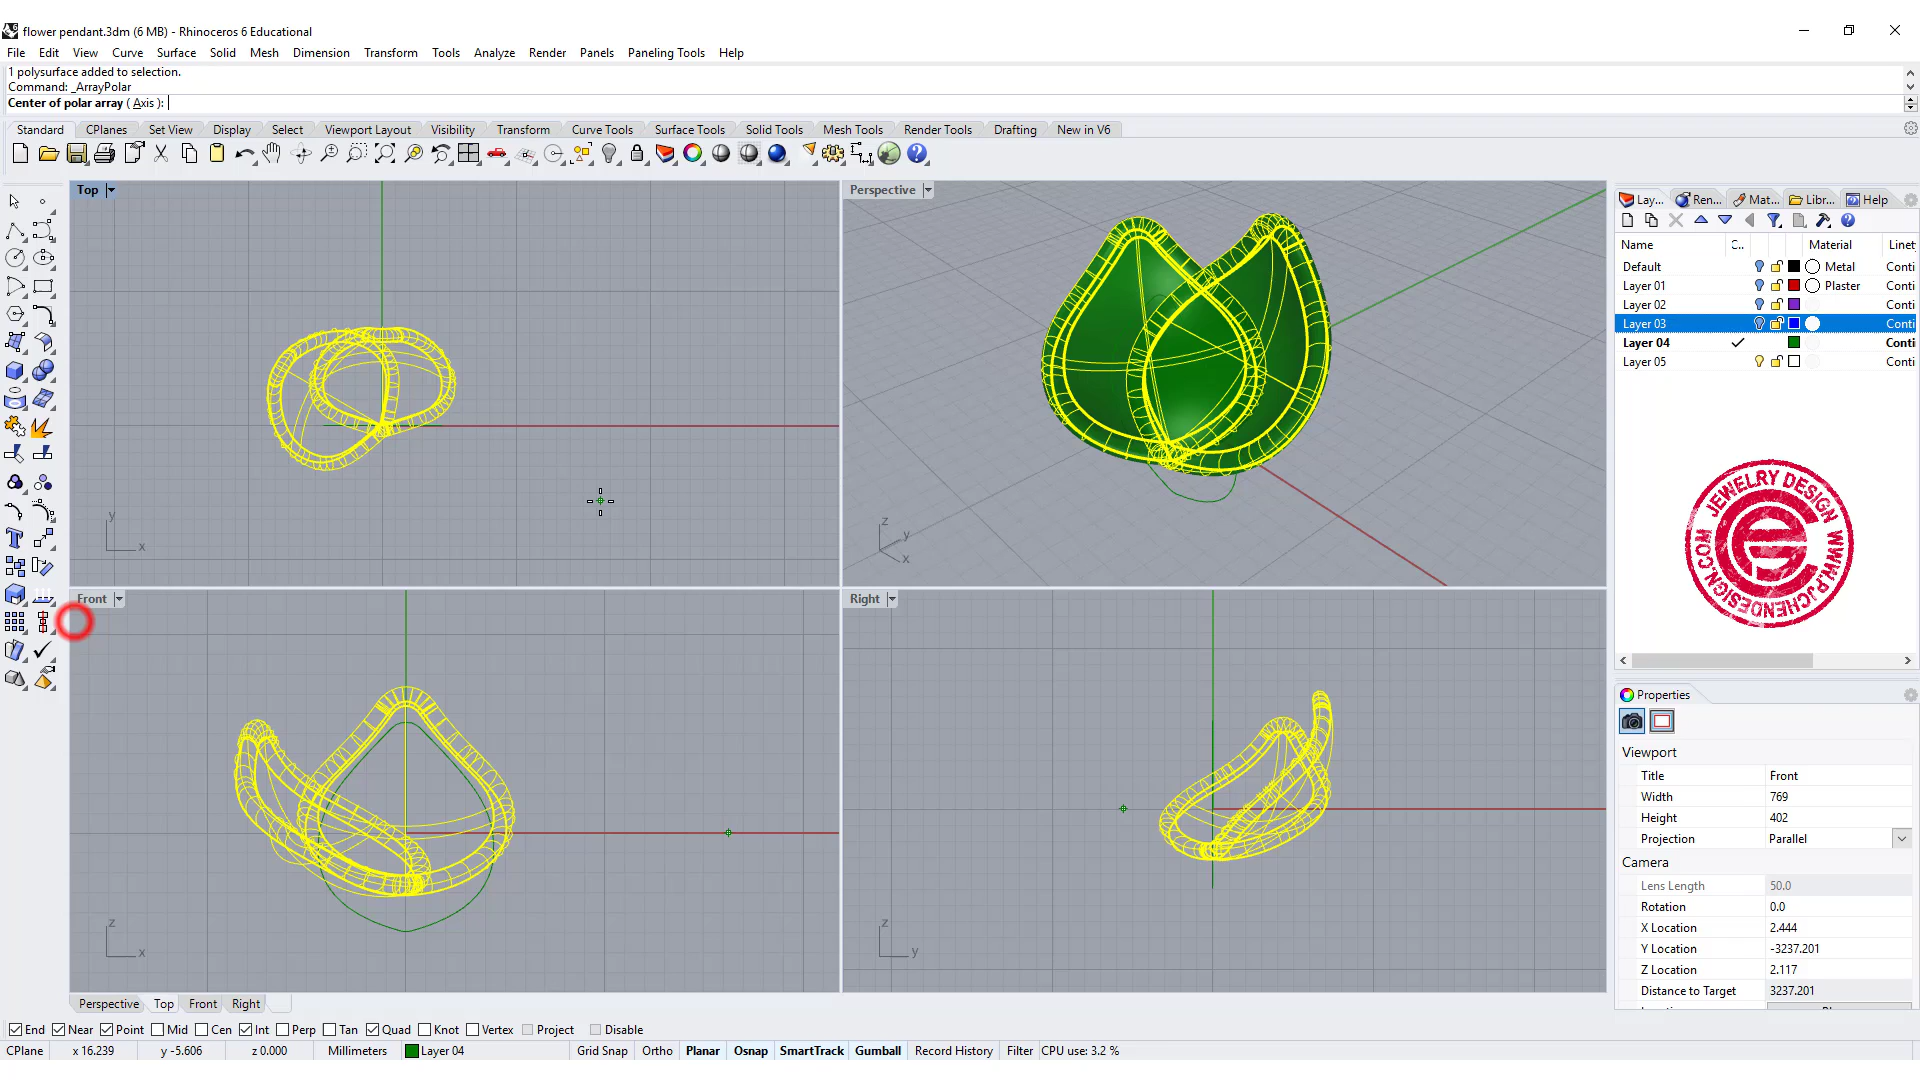 flower pendant.3dm (6 MB) - Rhinoceros 6 Educational
File Edit View Curve Surface Solid Mesh Dimension Transform Tools Analyze Render Panels Paneling Tools Help
1 polysurface added to selection.
Command: _ArrayPolar
Center of polar array ( Axis ):
Standard CPlanes Set View Display Select Viewport Layout Visibility Transform Curve Tools Surface Tools Solid Tools Mesh Tools Render Tools Drafting New in V6
Top
Perspective
Lay... Ren... Mat... Libr... Help
Name C.. Material Linet
Default Metal Conti
Layer 01 Plaster Conti
Layer 02 Conti
Layer 03 Conti
Layer 04 Conti
Layer 05 Conti
y
x
z
y
x
JEWELRY DESIGN
WWW.PJCHENDESIGN.COM
Front
Right
Properties
Viewport
Title Front
Width 769
Height 402
Projection Parallel
Camera
Lens Length 50.0
Rotation 0.0
X Location 2.444
Y Location -3237.201
Z Location 2.117
Distance to Target 3237.201
z
x
z
y
Perspective Top Front Right
End Near Point Mid Cen Int Perp Tan Quad Knot Vertex Project Disable
CPlane x 16.239 y -5.606 z 0.000 Millimeters Layer 04 Grid Snap Ortho Planar Osnap SmartTrack Gumball Record History Filter CPU use: 3.2 %